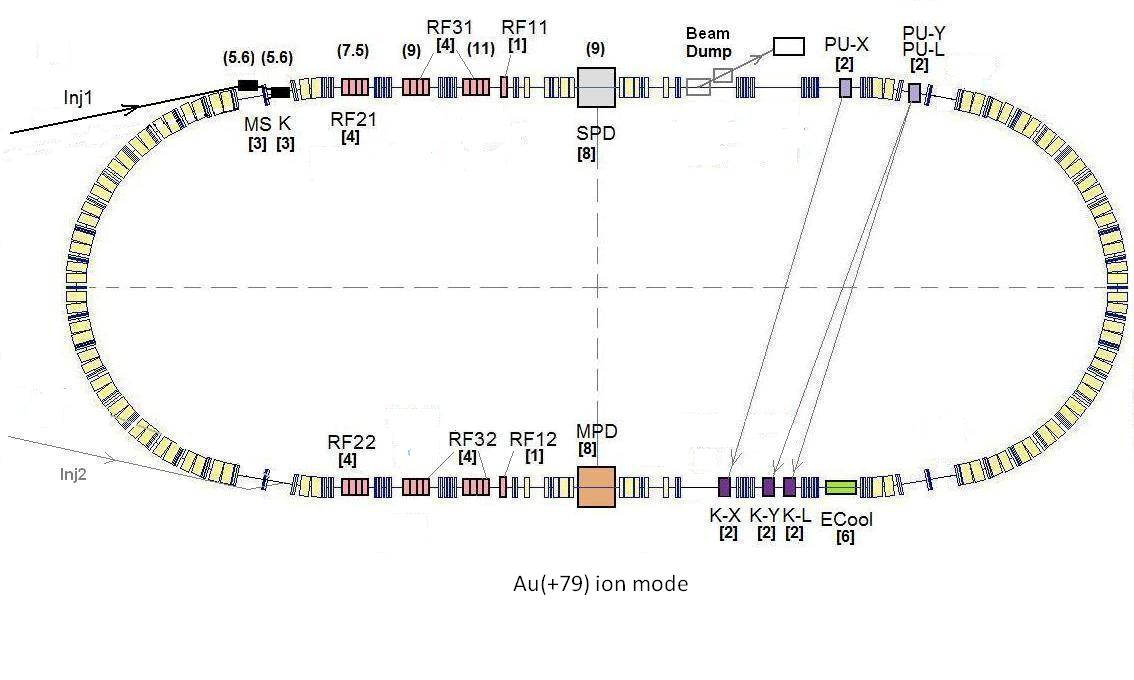 RF31
[4]
RF11
[1]
Beam
Dump
PU-X
[2]
PU-Y
PU-L
[2]
(5.6) (5.6)
(7.5)
(9)
(11)
(9)
Inj1
MS K
[3] [3]
RF21
[4]
SPD
[8]
RF22
[4]
RF32
[4]
RF12
[1]
MPD
[8]
Inj2
K-X
[2]
K-Y
[2]
K-L
[2]
ECool
[6]
Au(+79) ion mode